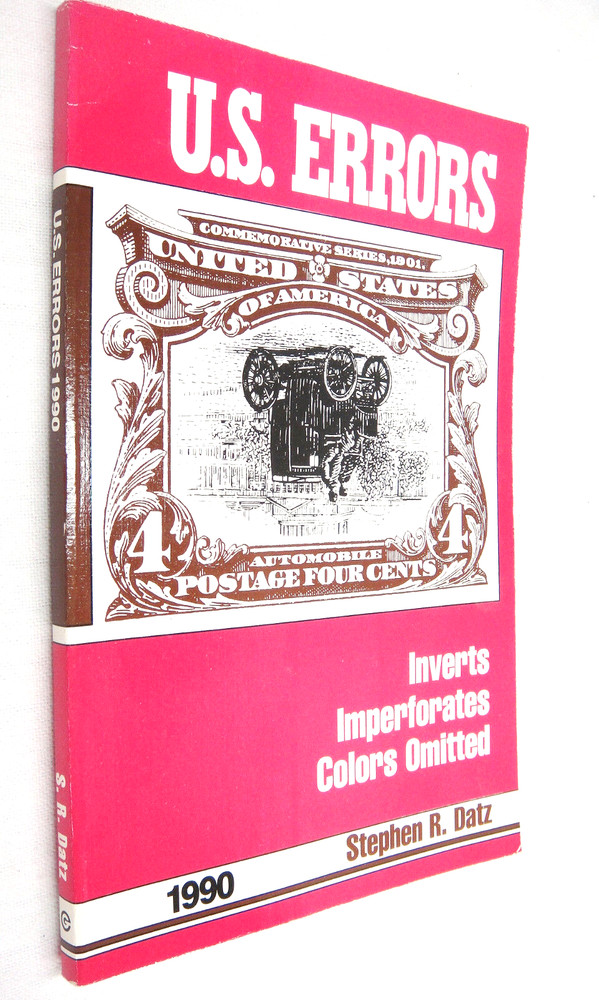 U.S. ERRORS
COMMEMORATIVE SERIES, 1901.
UNITED STATES
OF AMERICA
4
4
AUTOMOBILE
POSTAGE FOUR CENTS
Inverts
Imperforates
Colors Omitted
Stephen R. Datz
1990
U.S. ERRORS 1990
S. R. Datz
e